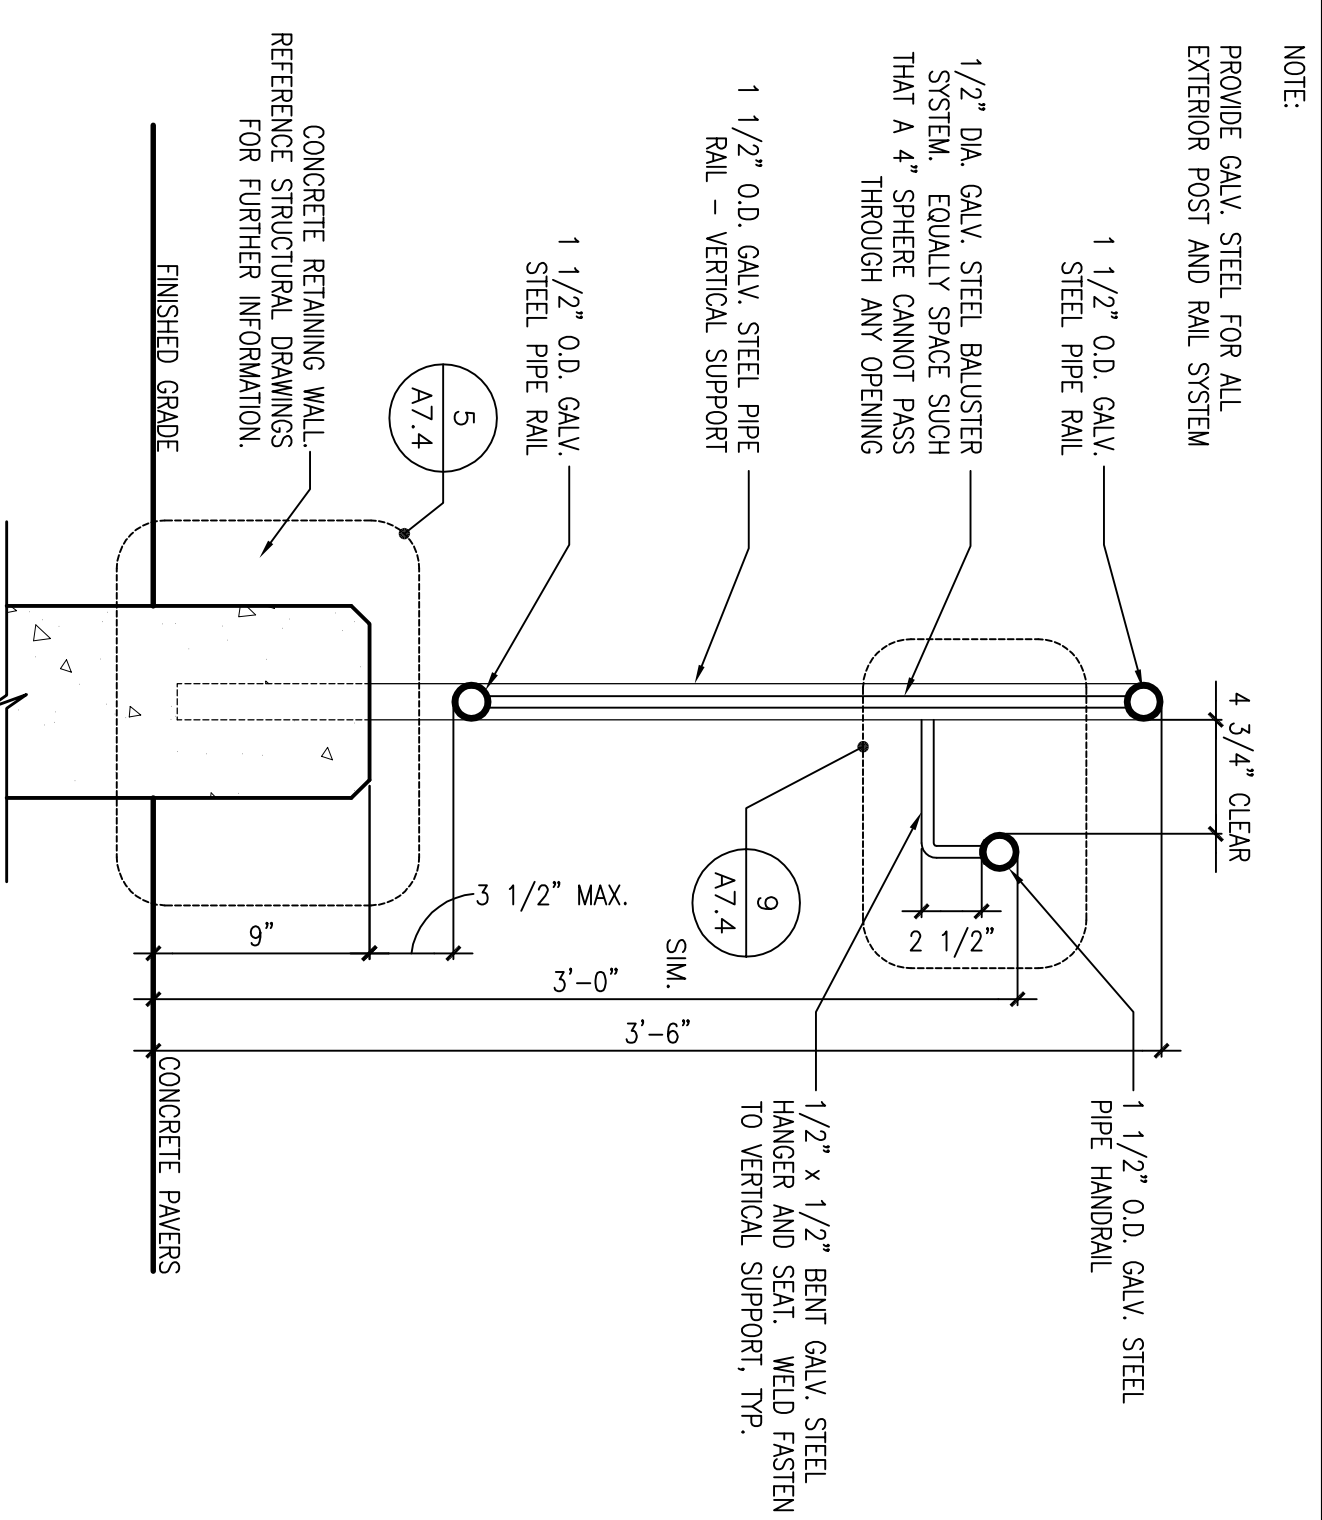 NOTE:
PROVIDE GALV. STEEL FOR ALL
EXTERIOR POST AND RAIL SYSTEM
4 3/4" CLEAR
1 1/2" O.D. GALV.
STEEL PIPE RAIL
1/2" DIA. GALV. STEEL BALUSTER
SYSTEM. EQUALLY SPACE SUCH
THAT A 4" SPHERE CANNOT PASS
THROUGH ANY OPENING
1 1/2" O.D. GALV. STEEL PIPE
RAIL - VERTICAL SUPPORT
1 1/2" O.D. GALV.
STEEL PIPE RAIL
5
A7.4
CONCRETE RETAINING WALL.
REFERENCE STRUCTURAL DRAWINGS
FOR FURTHER INFORMATION.
FINISHED GRADE
1 1/2" O.D. GALV. STEEL
PIPE HANDRAIL
2 1/2"
1/2" x 1/2" BENT GALV. STEEL
HANGER AND SEAT. WELD FASTEN
TO VERTICAL SUPPORT, TYP.
9
A7.4
SIM.
3 1/2" MAX.
9"
3'-0"
3'-6"
CONCRETE PAVERS